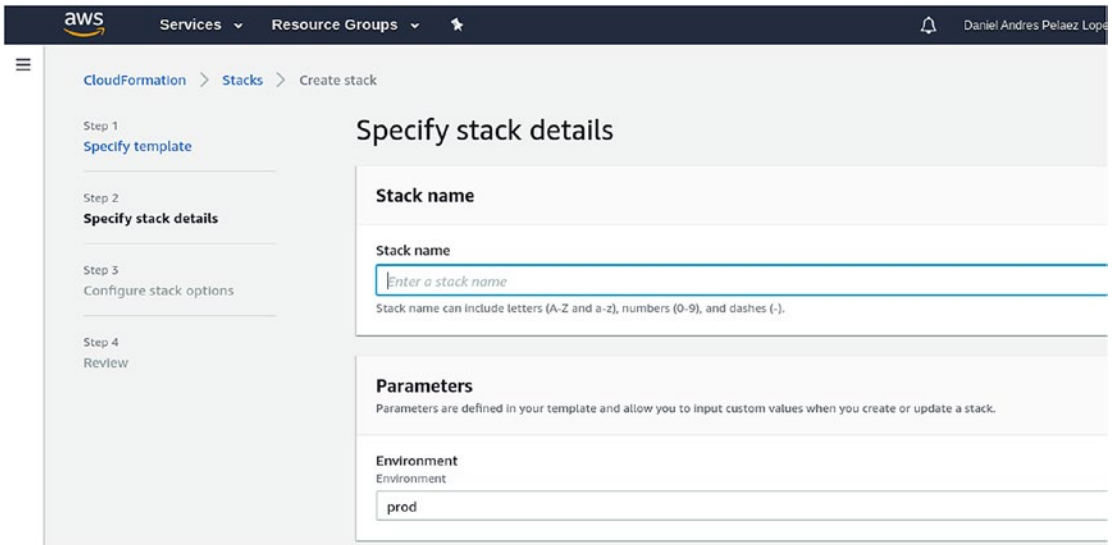 aws Services Resource Groups Daniel Andres Pelaez Lope
CloudFormation > Stacks > Create stack
Step 1
Specify template
Step 2
Specify stack details
Step 3
Configure stack options
Step 4
Review
Specify stack details
Stack name
Stack name
Enter a stack name
Stack name can include letters (A-Z and a-z), numbers (0-9), and dashes (-).
Parameters
Parameters are defined in your template and allow you to input custom values when you create or update a stack.
Environment
Environment
prod